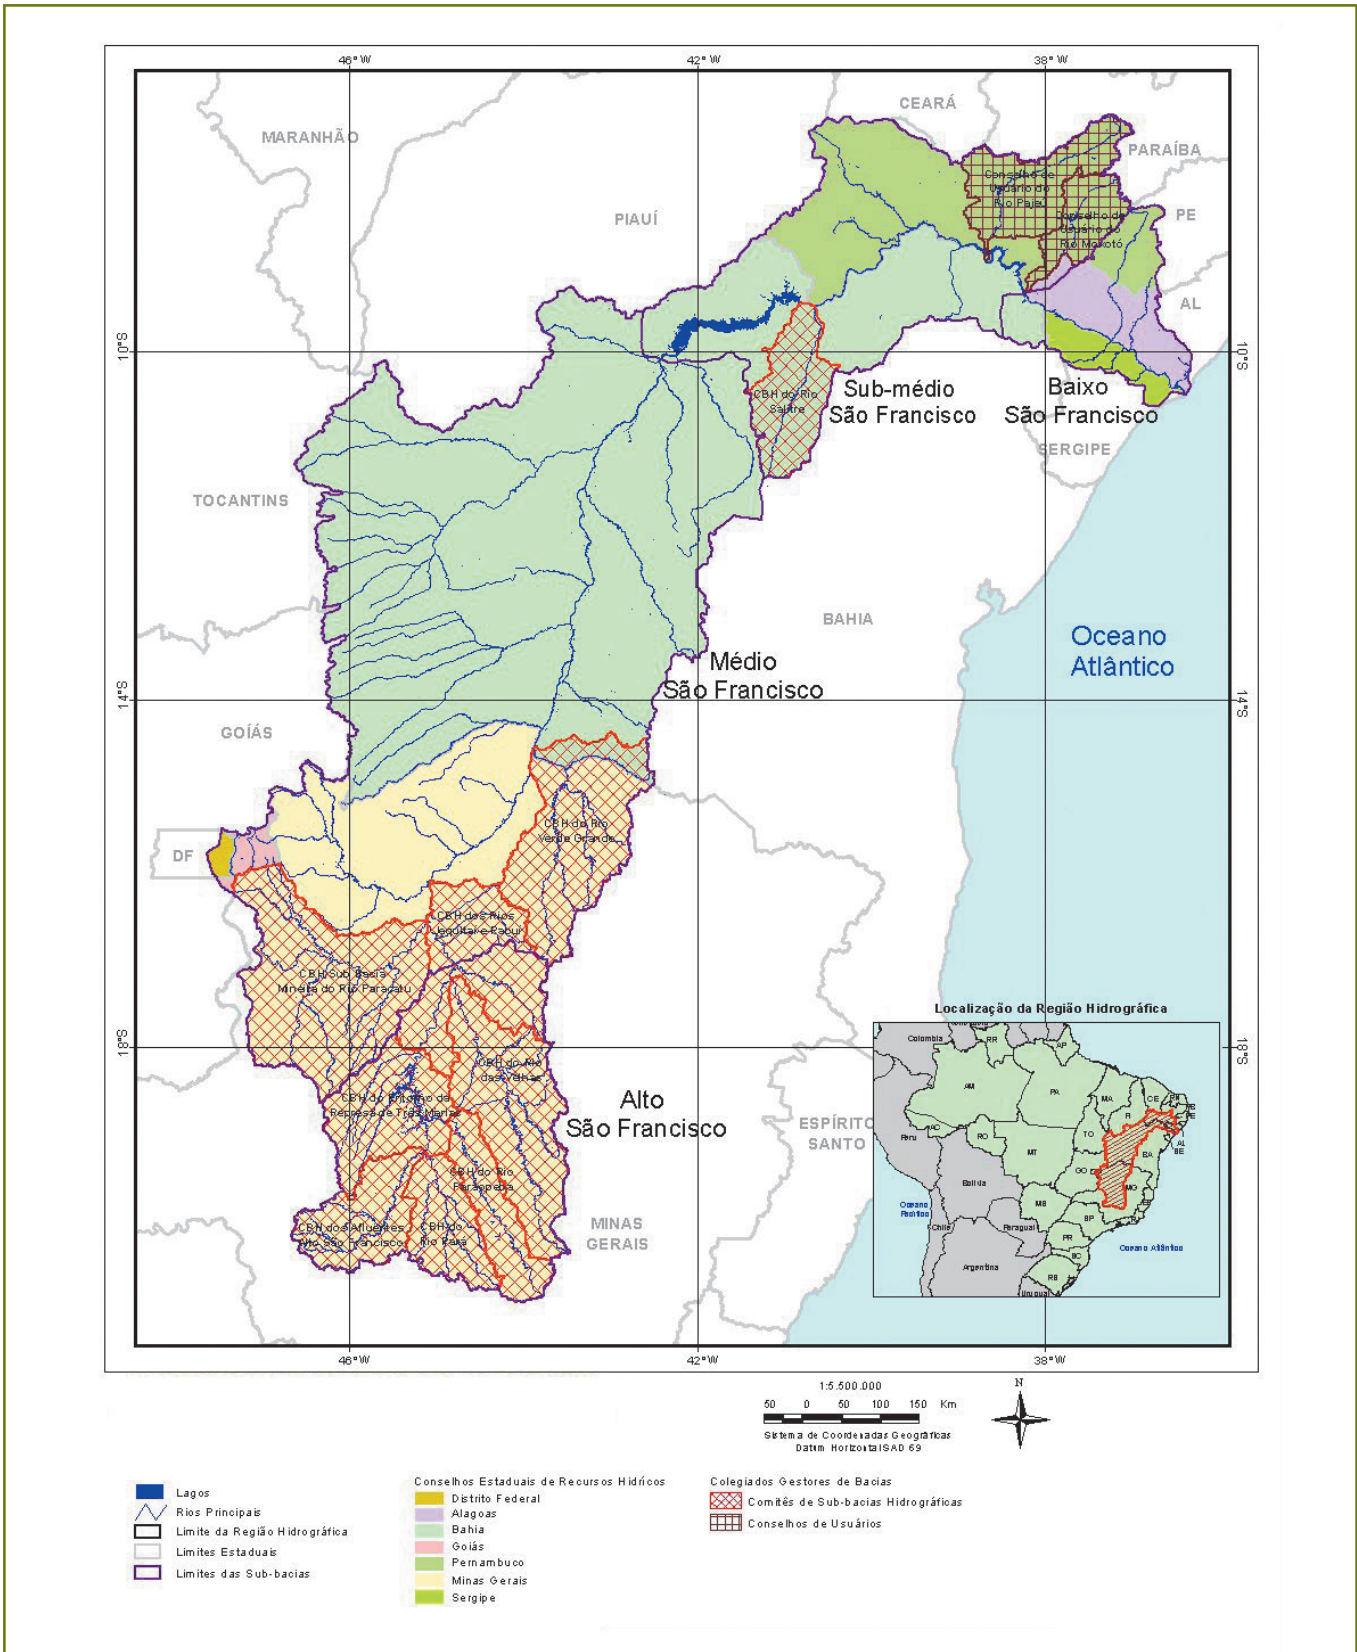 46° W
42° W
38° W
CEARÁ
MARANHÃO
PARAÍBA
Conselho de
Usuário do
Rio Pajeú
PIAUÍ
PE
Conselho de
Usuário do
Rio Moxotó
AL
10°S
10°S
Sub-médio
São Francisco
Baixo
São Francisco
CBH do Rio
Salitre
SERGIPE
TOCANTINS
BAHIA
Oceano
Atlântico
Médio
São Francisco
14°S
14°S
GOÍÁS
CBH do Rio
Verde Grande
DF
CBH dos Rios
Jequitaí e Pacuí
CBH Sub Bacia
Mineira do Rio Paracatu
Localização da Região Hidrográfica
18°S
18°S
CBH do Rio
das Velhas
CBH do Entorno da
Represa de Três Marias
Alto
São Francisco
ESPÍRITO
SANTO
CBH do Rio
Paraopeba
CBH dos Afluentes
Alto São Francisco
CBH do
Rio Pará
MINAS
GERAIS
Colombia
RR
AP
AM
PA
MA
CE
PI
AC
RO
TO
Peru
MT
BA
AL
SE
GO
MG
Bolívia
Oceano
Pacífico
MS
SP
Chile
Paraguai
PR
SC
Oceano Atlântico
Argentina
RS
Uruguai
46°W
42°W
38°W
1:5.500.000
N
50 0 50 100 150 Km
Sistema de Coordenadas Geográficas
Datum Horizontal SAD 69
Lagos
Rios Principais
Limite da Região Hidrográfica
Limites Estaduais
Limites das Sub-bacias
Conselhos Estaduais de Recursos Hídricos
Distrito Federal
Alagoas
Bahia
Goiás
Pernambuco
Minas Gerais
Sergipe
Colegiados Gestores de Bacias
Comitês de Sub-bacias Hidrográficas
Conselhos de Usuários